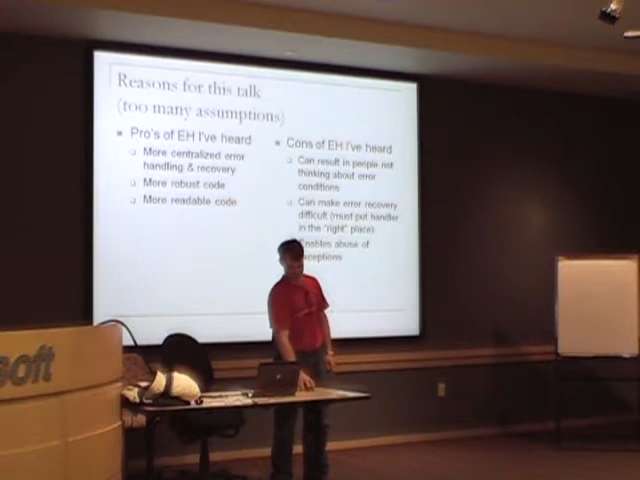 Reasons for this talk
(too many assumptions)
Pro's of EH I've heard
More centralized error
handling & recovery
More robust code
More readable code
Cons of EH I've heard
Can result in people not
thinking about error
conditions
Can make error recovery
difficult (must put handler
in the "right" place)
Enables abuse of
exceptions
soft